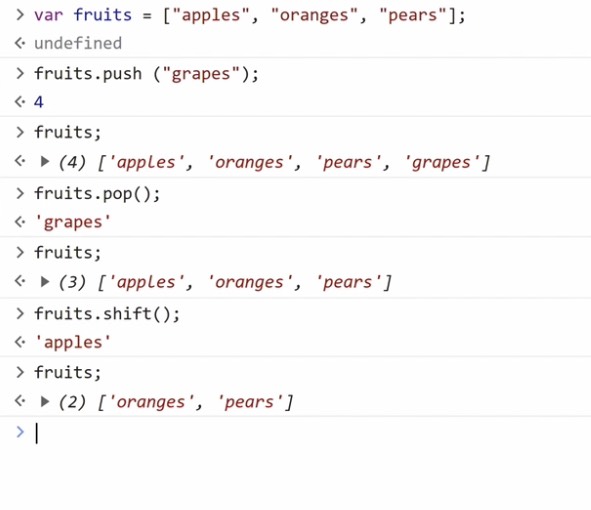 > var fruits = ["apples", "oranges", "pears"];
<· undefined
> fruits.push ("grapes");
<· 4
> fruits;
<· ▶ (4) ['apples', 'oranges', 'pears', 'grapes']
> fruits.pop();
<· 'grapes'
> fruits;
<· ▶ (3) ['apples', 'oranges', 'pears']
> fruits.shift();
<· 'apples'
> fruits;
<· ▶ (2) ['oranges', 'pears']
>